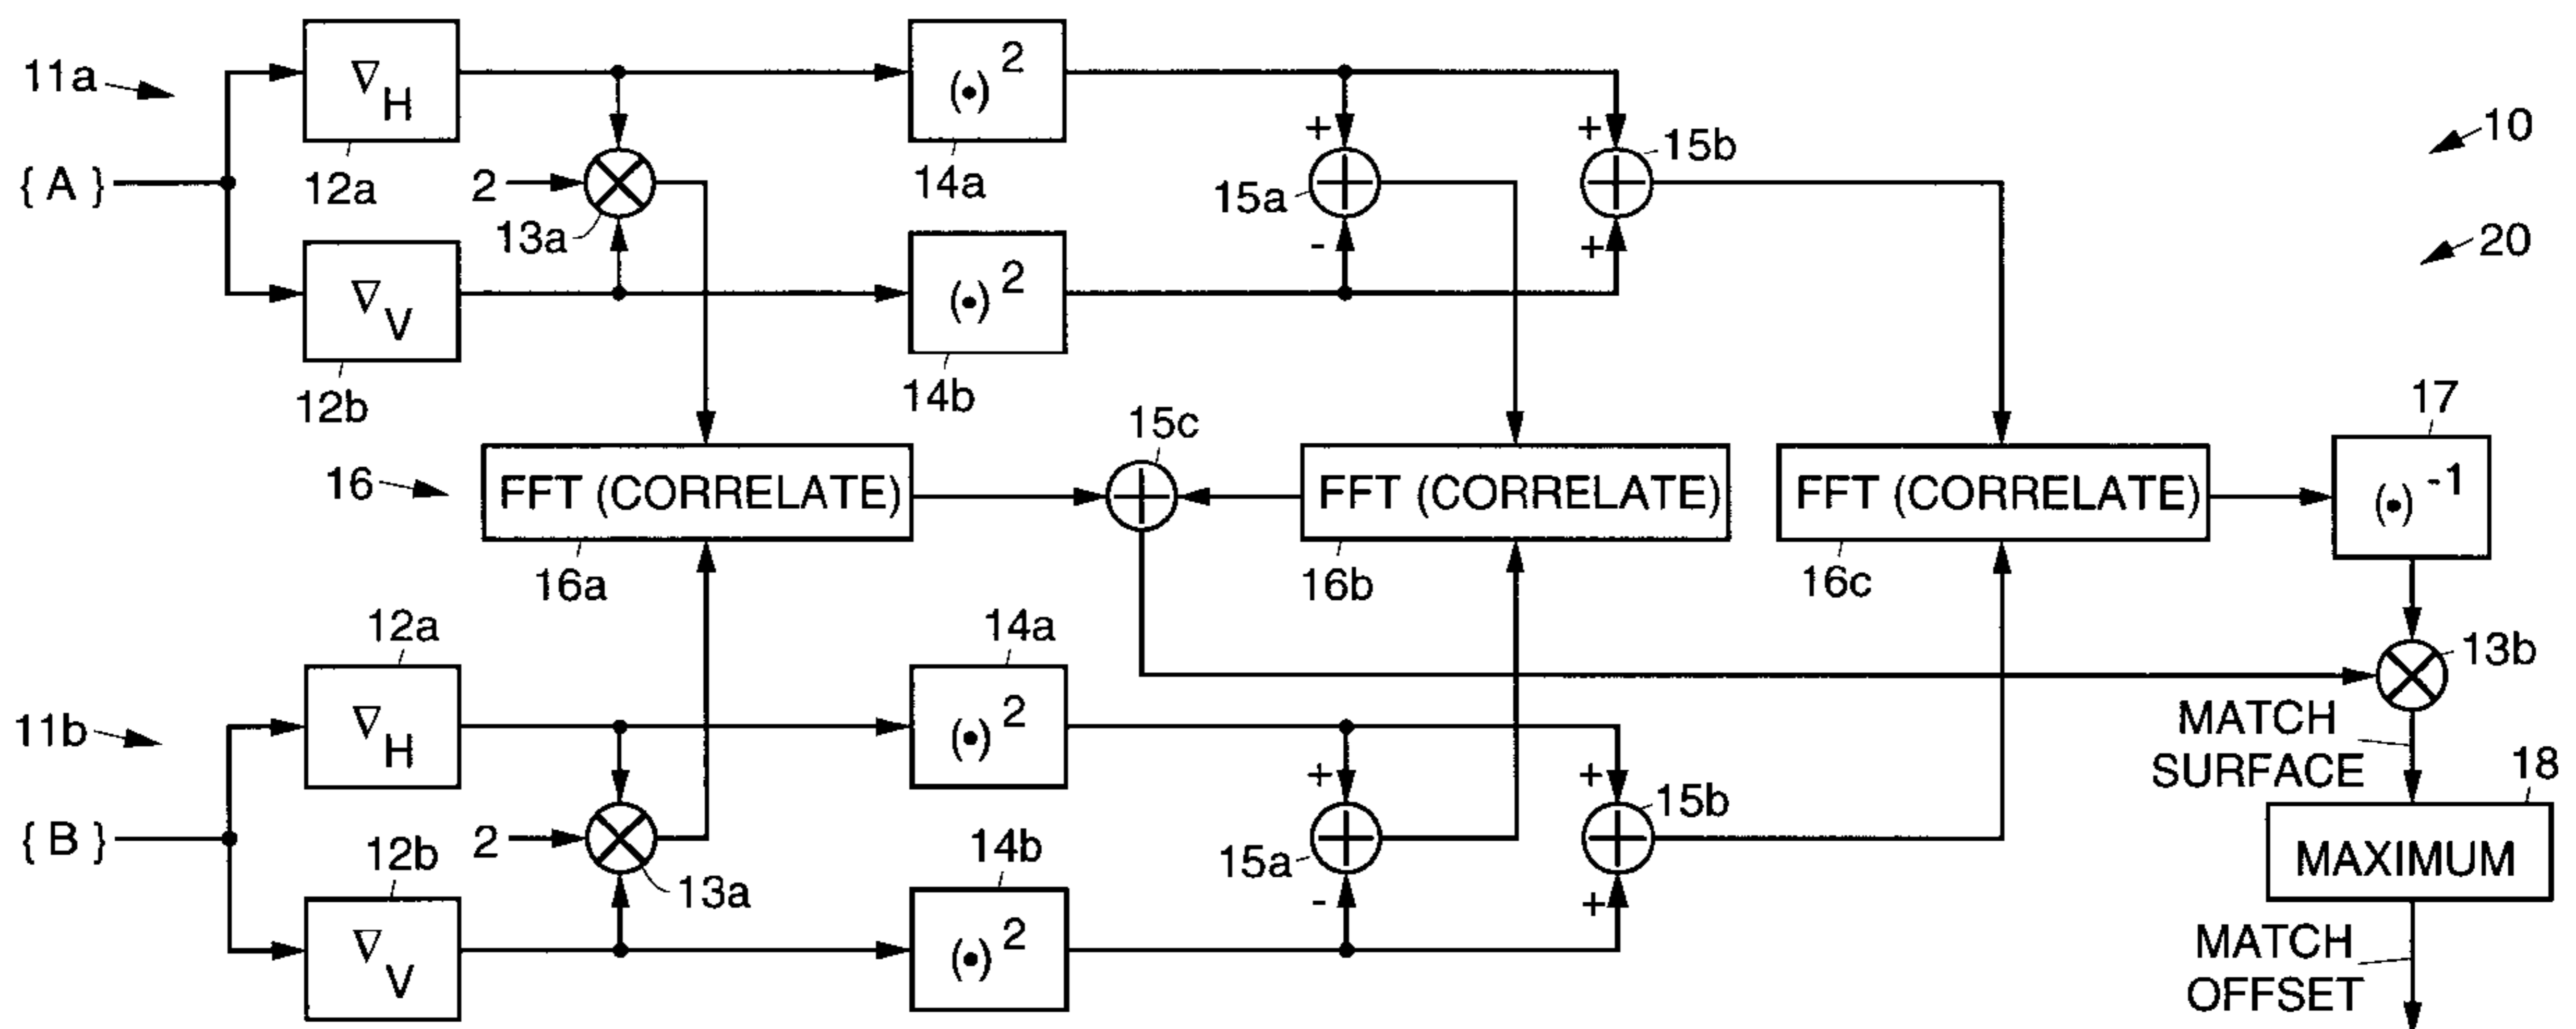 11a
{ A }
∇ H
12a
∇ V
12b
2
13a
(•) 2
14a
(•) 2
14b
+
-
15a
+
+
15b
10
20
16
FFT (CORRELATE)
16a
15c
FFT (CORRELATE)
16b
FFT (CORRELATE)
16c
17
(•) -1
13b
MATCH
SURFACE
18
MAXIMUM
MATCH
OFFSET
11b
{ B }
12a
∇ H
12b
∇ V
2
13a
14a
(•) 2
14b
(•) 2
+
-
15a
+
+
15b